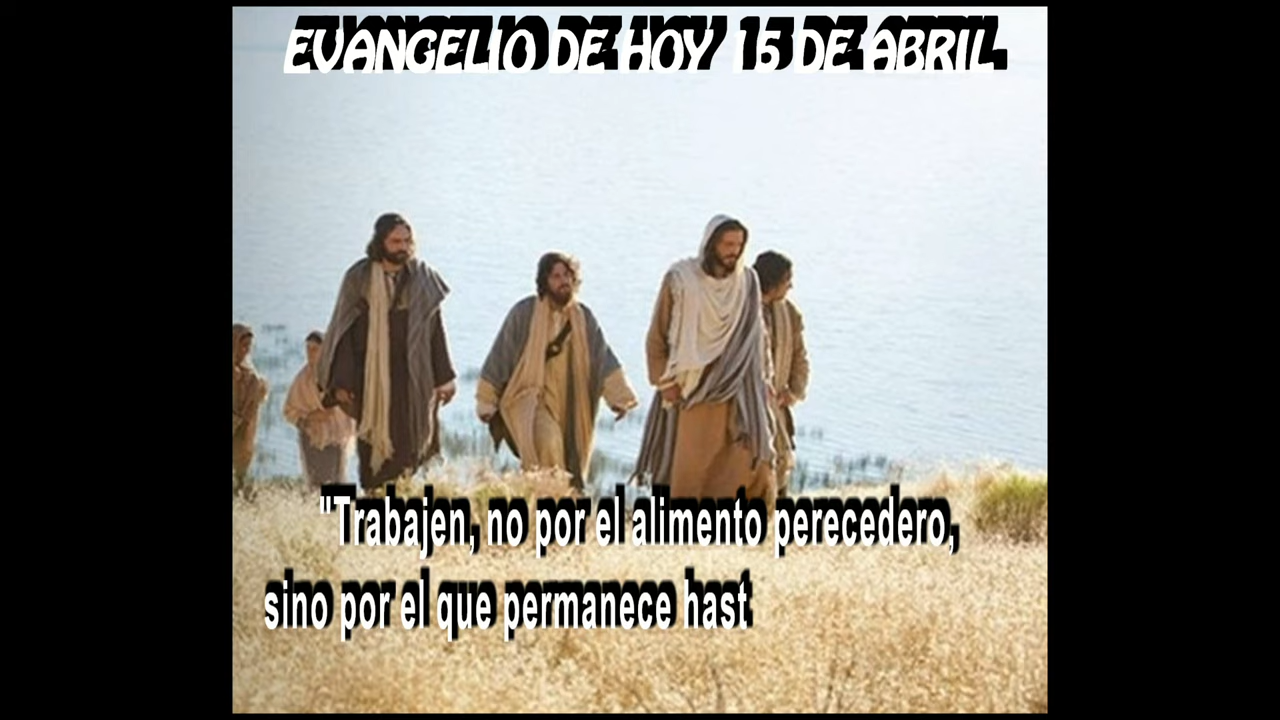 EVANGELIO DE HOY 15 DE ABRIL
"Trabajen, no por el alimento perecedero,
sino por el que permanece hast